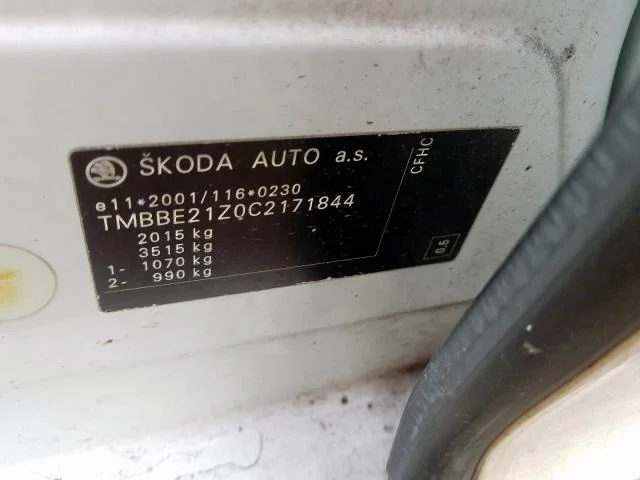 ŠKODA AUTO a.s.
e11*2001/116*0230
TMBBE21Z0C2171844
2015 kg
3515 kg
1- 1070 kg
2- 990 kg
CFHC
0.5